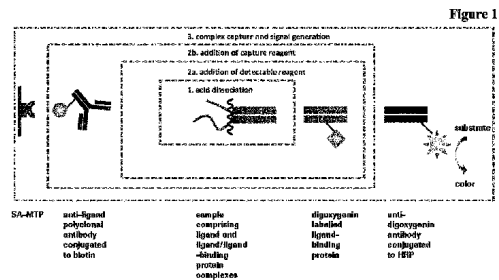 Figure 1
3. complex capture and signal generation
2b. addition of capture reagent
2a. addition of detectable reagent
1. acid dissociation
substrate
color
SA-MTP
anti-ligand
polyclonal
antibody
conjugated
to biotin
sample
comprising
ligand and
ligand/ligand
-binding
protein
complexes
digoxygenin
labelled
ligand-
binding
protein
anti-
digoxygenin
antibody
conjugated
to HRP